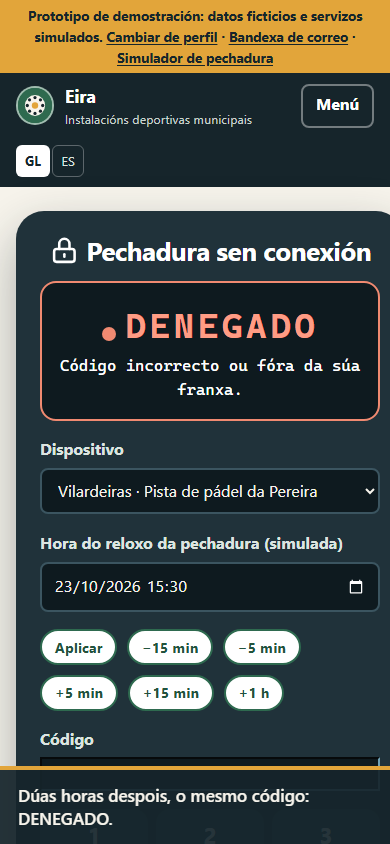 Prototipo de demostración: datos ficticios e servizos
simulados. Cambiar de perfil · Bandexa de correo ·
Simulador de pechadura
Eira
Instalacións deportivas municipais
Menú
GL ES
Pechadura sen conexión
DENEGADO
Código incorrecto ou fóra da súa
franxa.
Dispositivo
Vilardeiras · Pista de pádel da Pereira
Hora do reloxo da pechadura (simulada)
23/10/2026 15:30
Aplicar −15 min −5 min
+5 min +15 min +1 h
Código
Dúas horas despois, o mesmo código:
DENEGADO.
1 2 3